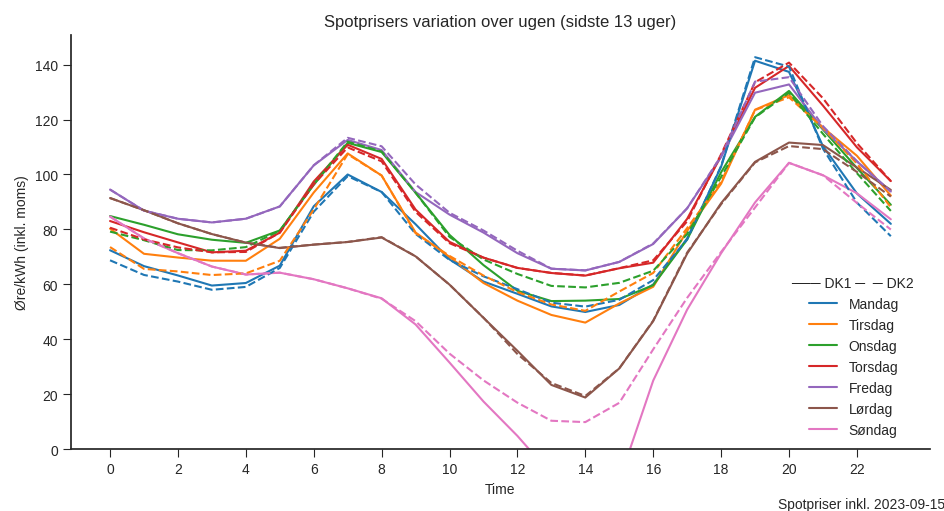 Spotprisers variation over ugen (sidste 13 uger)
Øre/kWh (inkl. moms)
140
120
100
80
60
40
20
0
0 2 4 6 8 10 12 14 16 18 20 22
Time
DK1 DK2
Mandag
Tirsdag
Onsdag
Torsdag
Fredag
Lørdag
Søndag
Spotpriser inkl. 2023-09-15